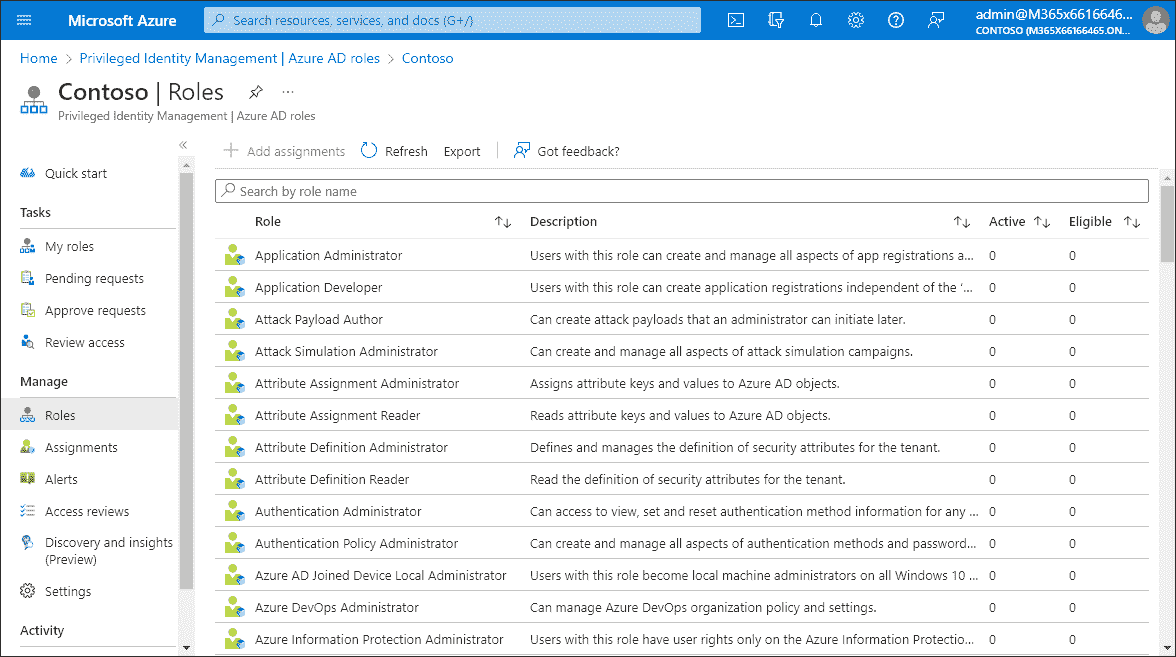 Microsoft Azure
Search resources, services, and docs (G+/)
admin@M365x6616646...
CONTOSO (M365X66166465.ON...
Home > Privileged Identity Management | Azure AD roles > Contoso
Contoso | Roles ...
Privileged Identity Management | Azure AD roles
Quick start
Tasks
My roles
Pending requests
Approve requests
Review access
Manage
Roles
Assignments
Alerts
Access reviews
Discovery and insights
(Preview)
Settings
Activity
Add assignments Refresh Export Got feedback?
Search by role name
Role Description Active Eligible
Application Administrator Users with this role can create and manage all aspects of app registrations a... 0 0
Application Developer Users with this role can create application registrations independent of the ‘... 0 0
Attack Payload Author Can create attack payloads that an administrator can initiate later. 0 0
Attack Simulation Administrator Can create and manage all aspects of attack simulation campaigns. 0 0
Attribute Assignment Administrator Assigns attribute keys and values to Azure AD objects. 0 0
Attribute Assignment Reader Reads attribute keys and values to Azure AD objects. 0 0
Attribute Definition Administrator Defines and manages the definition of security attributes for the tenant. 0 0
Attribute Definition Reader Read the definition of security attributes for the tenant. 0 0
Authentication Administrator Can access to view, set and reset authentication method information for any ... 0 0
Authentication Policy Administrator Can create and manage all aspects of authentication methods and password... 0 0
Azure AD Joined Device Local Administrator Users with this role become local machine administrators on all Windows 10 ... 0 0
Azure DevOps Administrator Can manage Azure DevOps organization policy and settings. 0 0
Azure Information Protection Administrator Users with this role have user rights only on the Azure Information Protectio... 0 0